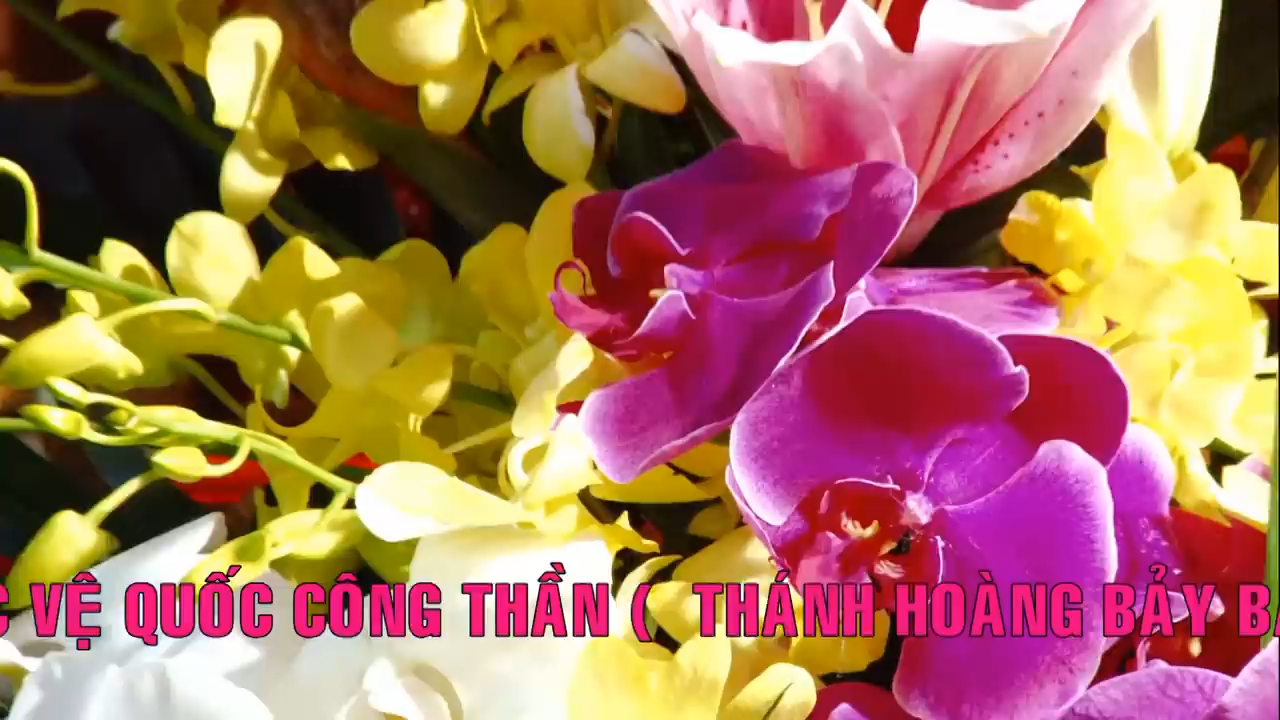 VỆ QUỐC CÔNG THẦN ( THÁNH HOÀNG BẢY